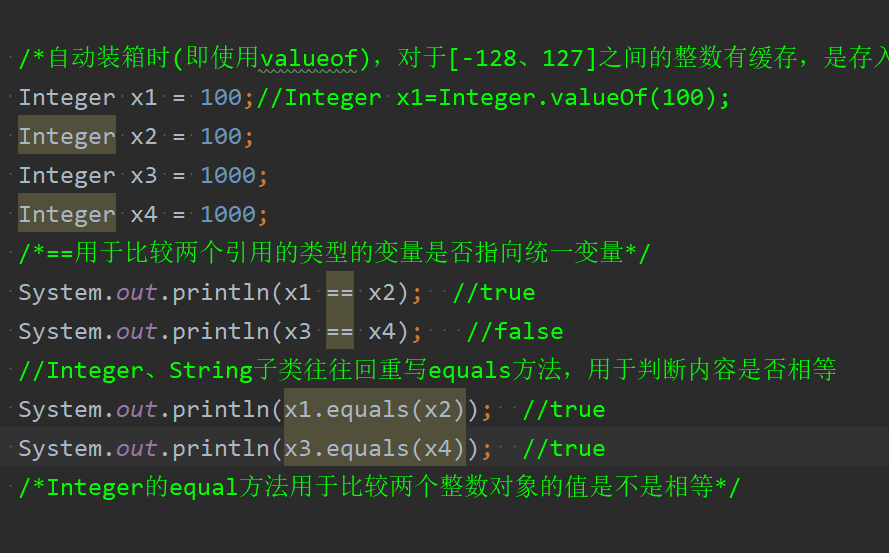 /*自动装箱时(即使用valueof), 对于[-128、127]之间的整数有缓存, 是存入
Integer x1 = 100;//Integer x1=Integer.valueOf(100);
Integer x2 = 100;
Integer x3 = 1000;
Integer x4 = 1000;
/*==用于比较两个引用的类型的变量是否指向统一变量*/
System.out.println(x1 == x2);  //true
System.out.println(x3 == x4);   //false
//Integer、String子类往往回重写equals方法, 用于判断内容是否相等
System.out.println(x1.equals(x2));  //true
System.out.println(x3.equals(x4));  //true
/*Integer的equal方法用于比较两个整数对象的值是不是相等*/